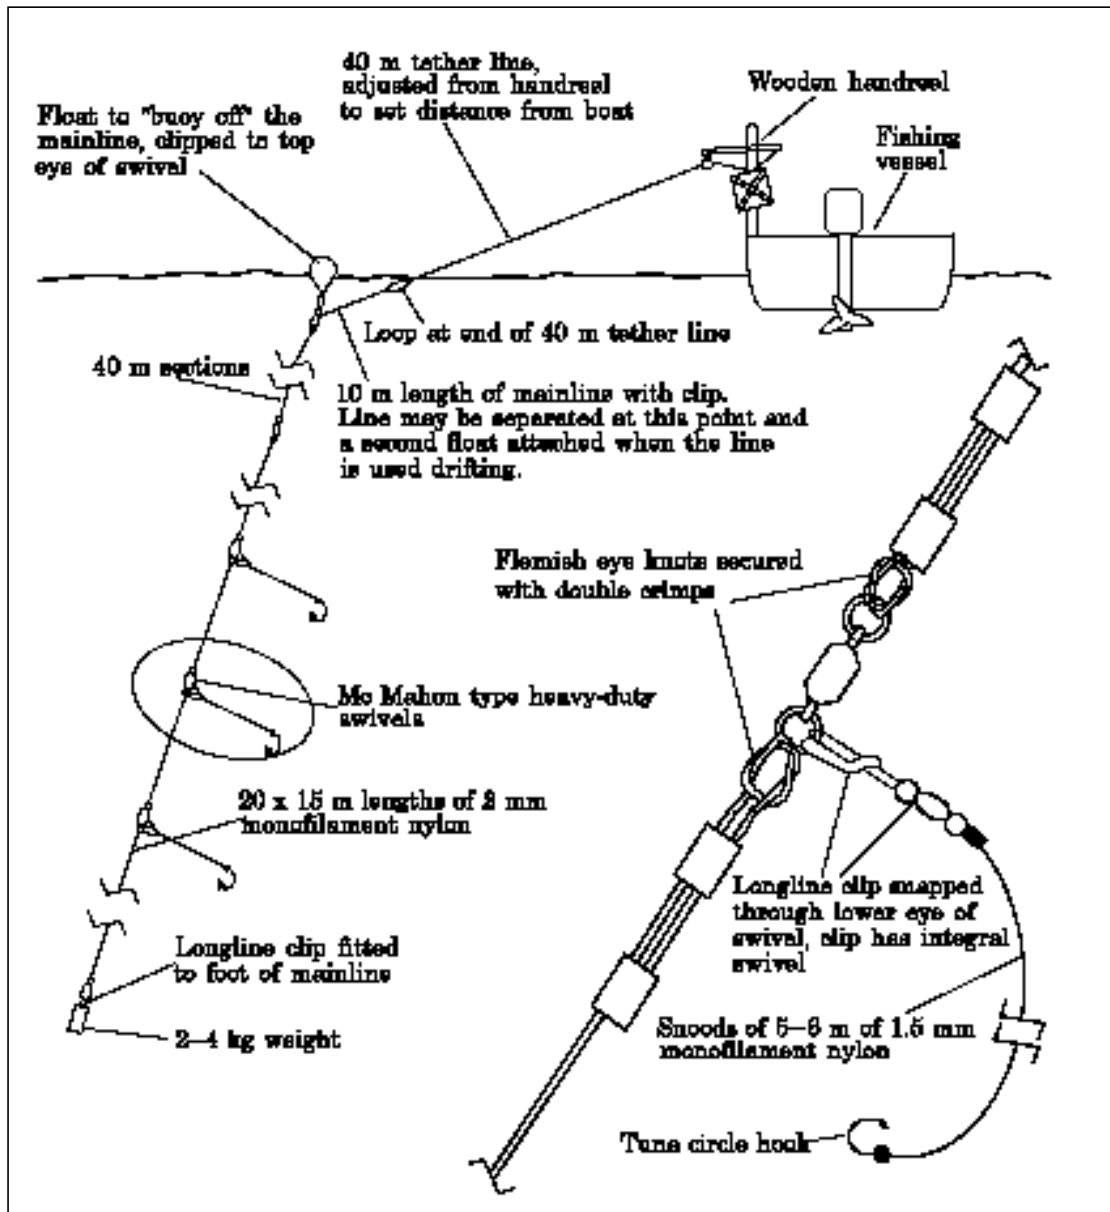 40 m tether line,
adjusted from handreel
to set distance from boat
Wooden handreel
Float to "buoy off" the
mainline, clipped to top
eye of swival
Fishing
vessel
Loop at end of 40 m tether line
40 m sections
10 m length of mainline with clip.
Line may be separated at this point and
a second float attached when the line
is used drifting.
Flemish eye knots secured
with double crimps
Mc Mahon type heavy-duty
swivels
20 x 15 m lengths of 2 mm
monofilament nylon
Longline clip snapped
through lower eye of
swival, clip has integral
swivel
Longline clip fitted
to foot of mainline
2-4 kg weight
Snoods of 5-6 m of 1.5 mm
monofilament nylon
Tuna circle hook